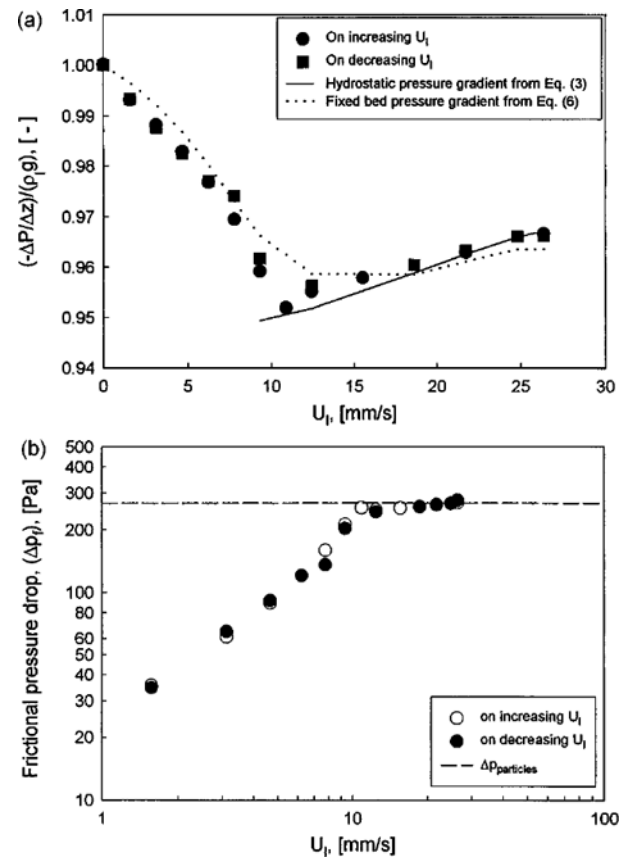 (a)
1.01
1.00
0.99
0.98
0.97
0.96
0.95
0.94
(-ΔP/Δz)/(ρₗg), [ - ]
On increasing Uₗ
On decreasing Uₗ
Hydrostatic pressure gradient from Eq. (3)
Fixed bed pressure gradient from Eq. (6)
0 5 10 15 20 25 30
Uₗ, [mm/s]
(b)
500
400
300
200
100
80
60
40
30
20
10
Frictional pressure drop, (Δp_f), [Pa]
on increasing Uₗ
on decreasing Uₗ
Δp_particles
1 10 100
Uₗ, [mm/s]